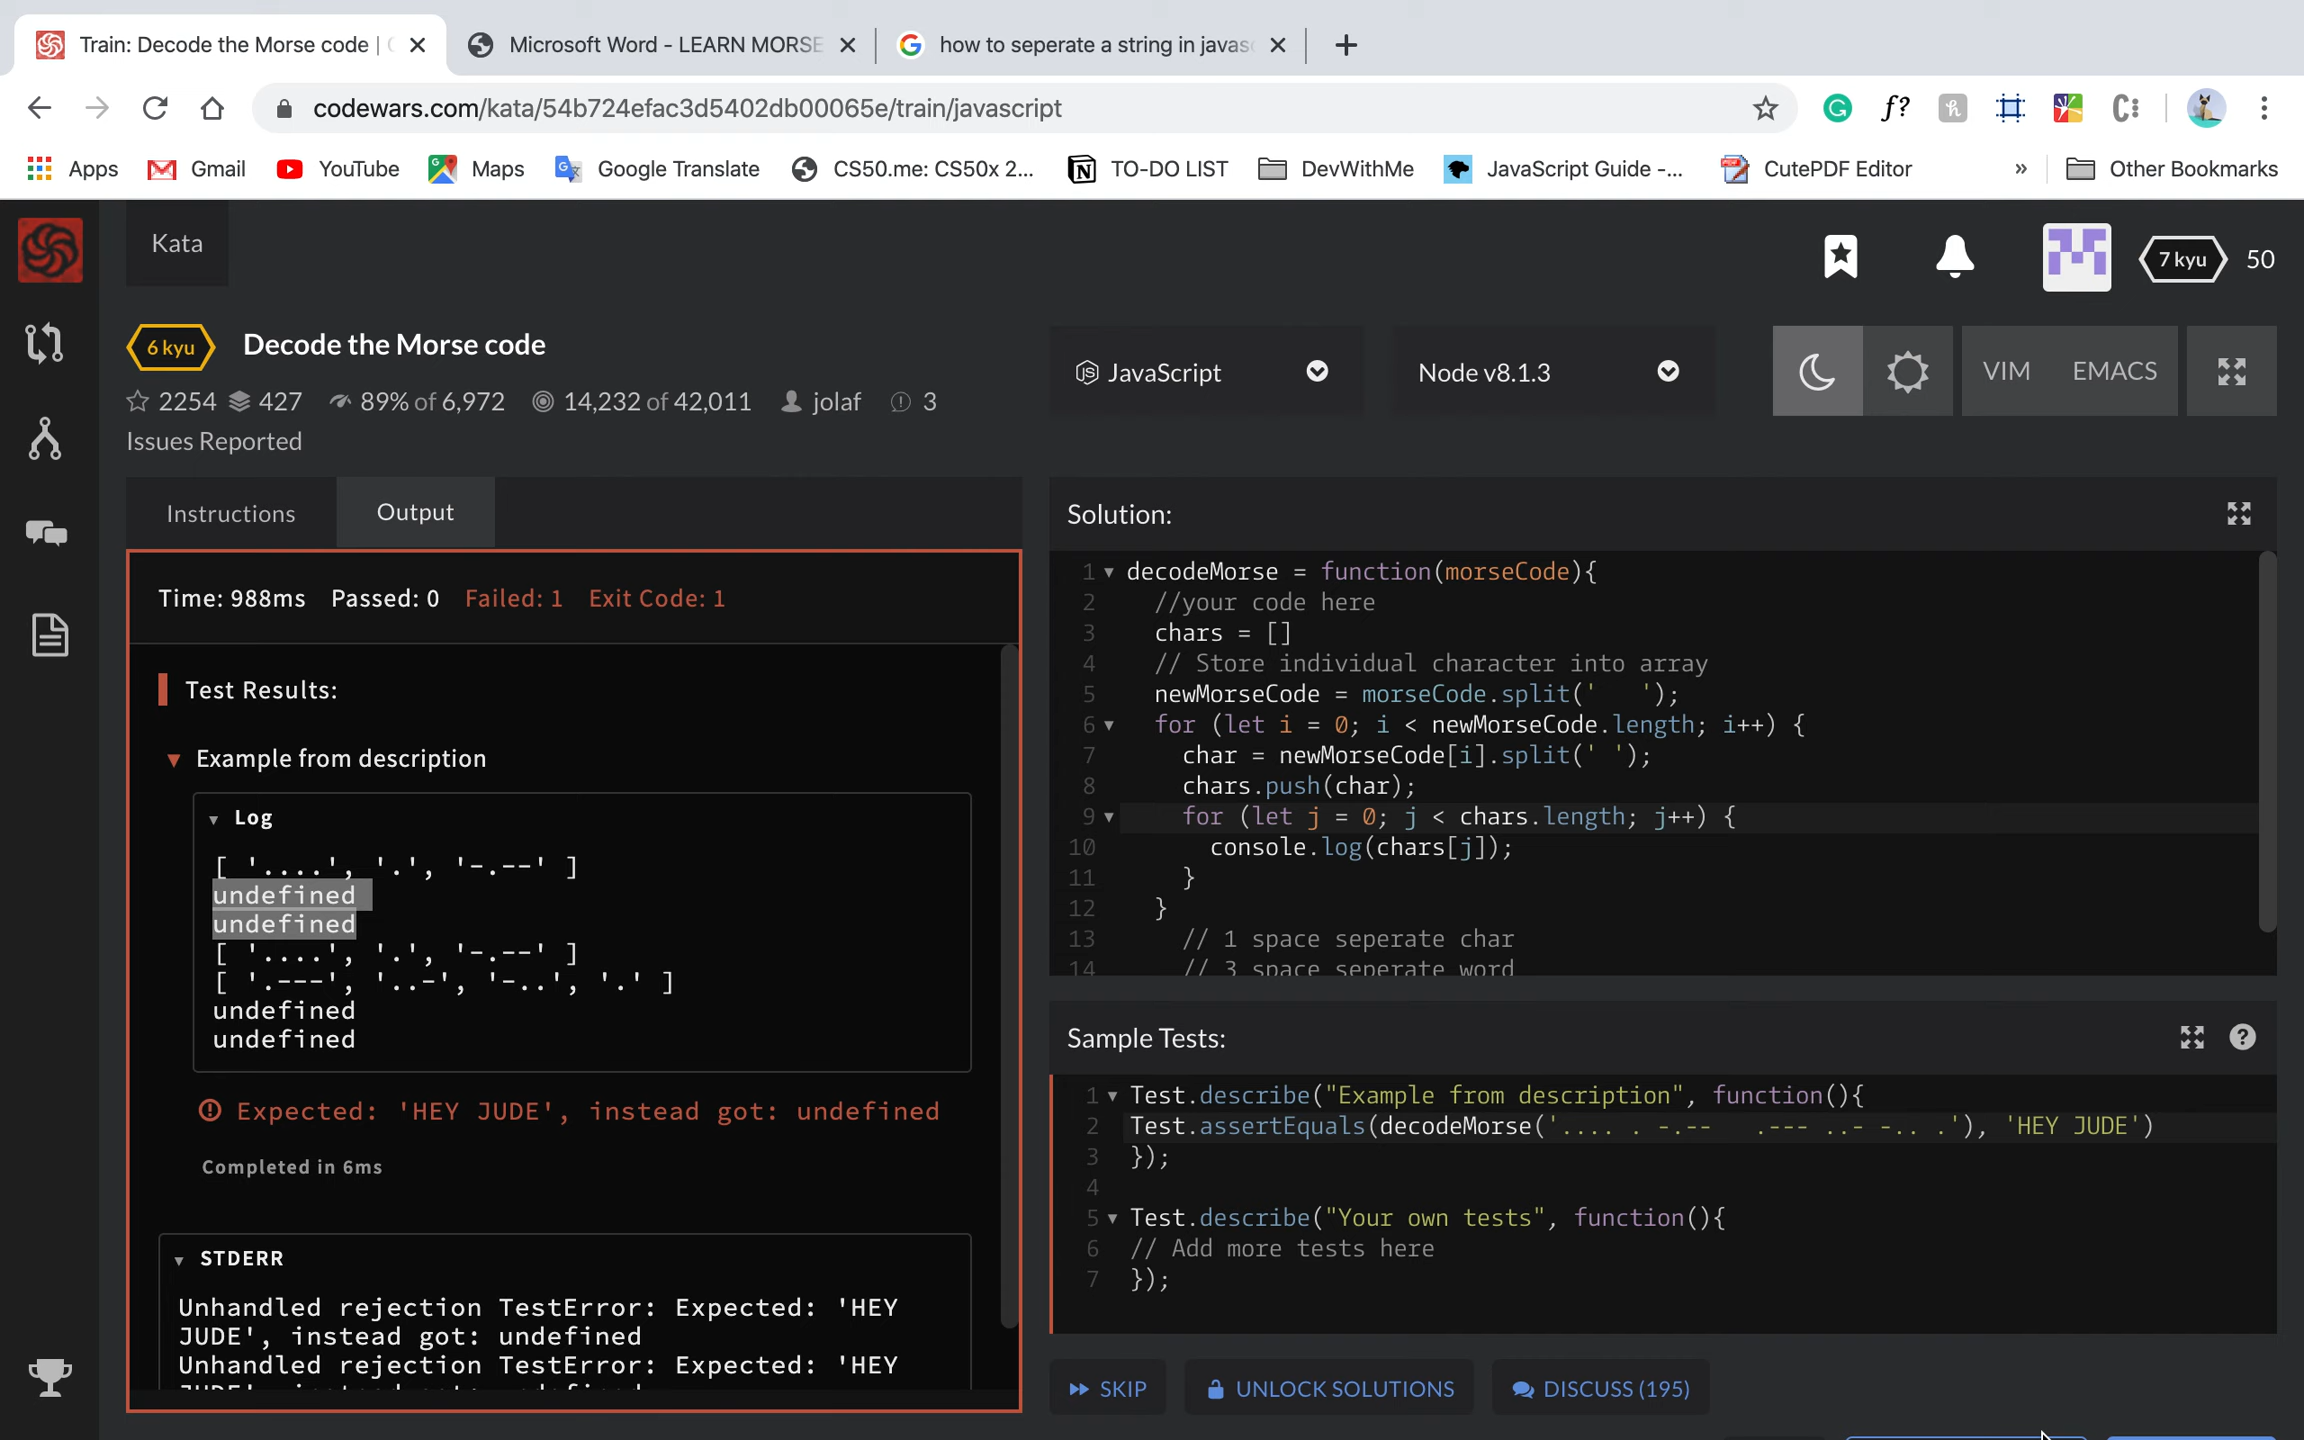 Train: Decode the Morse code |
Microsoft Word - LEARN MORSE
how to seperate a string in javas
codewars.com/kata/54b724efac3d5402db00065e/train/javascript
Apps Gmail YouTube Maps Google Translate CS50.me: CS50x 2... TO-DO LIST DevWithMe JavaScript Guide -... CutePDF Editor » Other Bookmarks
Kata
7 kyu 50
6 kyu Decode the Morse code
2254 427 89% of 6,972 14,232 of 42,011 jolaf 3
Issues Reported
JavaScript Node v8.1.3 VIM EMACS
Instructions Output
Time: 988ms Passed: 0 Failed: 1 Exit Code: 1
Test Results:
Example from description
Log
[ '....', '.', '-.--' ]
undefined
undefined
[ '....', '.', '-.--' ]
[ '.---', '..-', '-..', '.' ]
undefined
undefined
Expected: 'HEY JUDE', instead got: undefined
Completed in 6ms
STDERR
Unhandled rejection TestError: Expected: 'HEY
JUDE', instead got: undefined
Unhandled rejection TestError: Expected: 'HEY
Solution:
1 decodeMorse = function(morseCode){
2 //your code here
3 chars = []
4 // Store individual character into array
5 newMorseCode = morseCode.split('   ');
6 for (let i = 0; i < newMorseCode.length; i++) {
7 char = newMorseCode[i].split(' ');
8 chars.push(char);
9 for (let j = 0; j < chars.length; j++) {
10 console.log(chars[j]);
11 }
12 }
13 // 1 space seperate char
14 // 3 space seperate word
Sample Tests:
1 Test.describe("Example from description", function(){
2 Test.assertEquals(decodeMorse('.... . -.--   .--- ..- -.. .'), 'HEY JUDE')
3 });
4
5 Test.describe("Your own tests", function(){
6 // Add more tests here
7 });
SKIP UNLOCK SOLUTIONS DISCUSS (195)